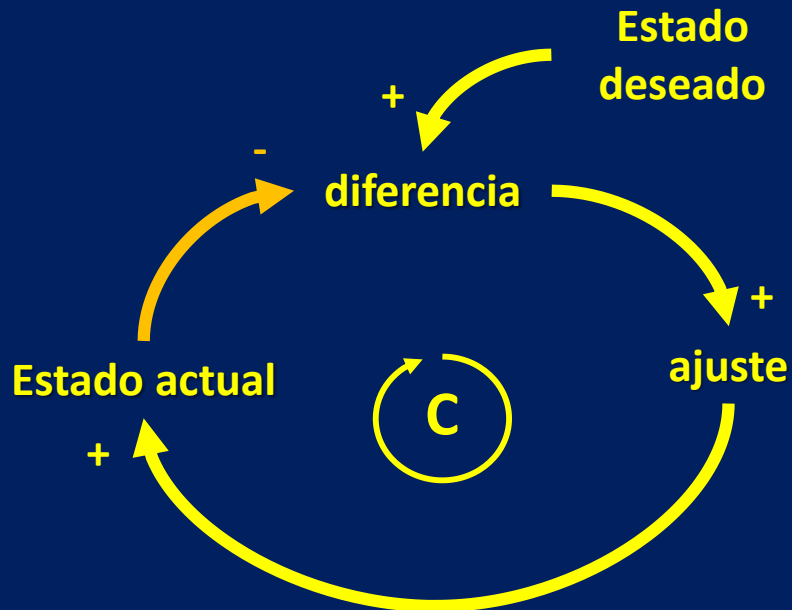 Estado
deseado
+
-
diferencia
+
Estado actual
C
ajuste
+